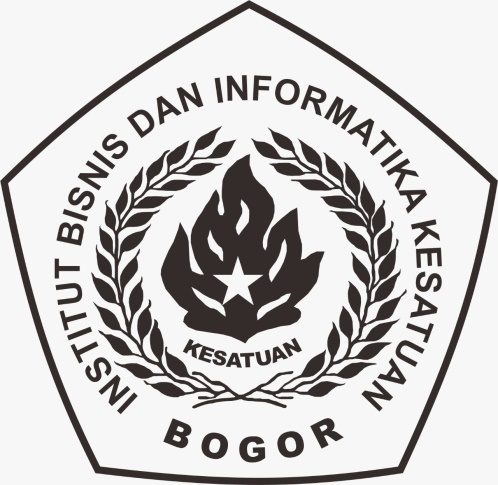 INSTITUT BISNIS DAN INFORMATIKA KESATUAN
KESATUAN
BOGOR